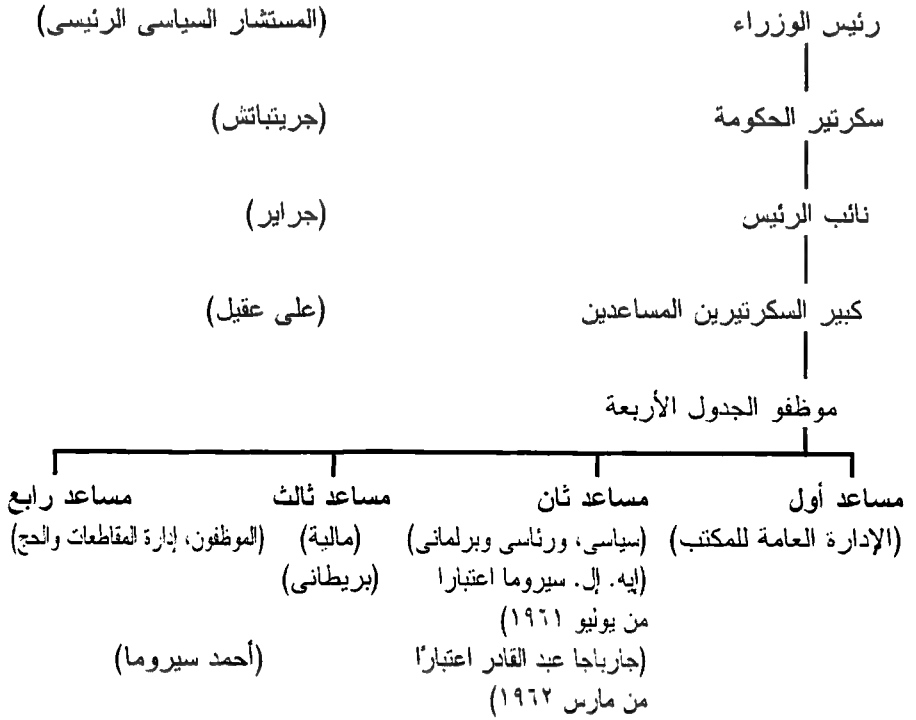 رئيس الوزراء (المستشار السياسى الرئيسى)
سكرتير الحكومة (جرينتباتش)
نائب الرئيس (جراير)
كبير السكرتيرين المساعدين (على عقيل)
موظفو الجدول الأربعة
مساعد أول مساعد ثان مساعد ثالث مساعد رابع
(الإدارة العامة للمكتب) (سياسى، ورئاسى وبرلمانى) (مالية) (الموظفون، إدارة المقاطعات والحج)
(إيه. إل. سيروما اعتبارا (بريطانى)
من يوليو ١٩٦١)
(جارباجا عبد القادر اعتبارًا (أحمد سيروما)
من مارس ١٩٦٢)